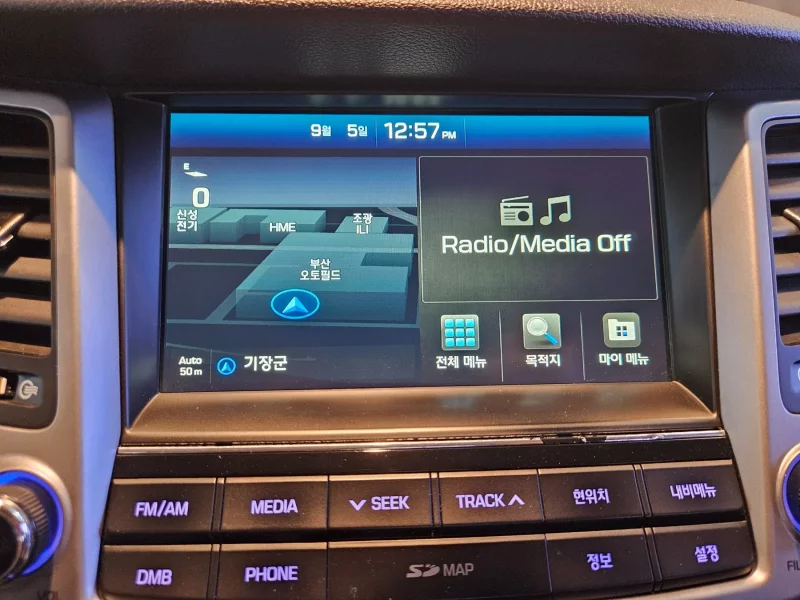 9월 5일 12:57 PM
E
0
신성
전기
HME
조광
ILI
부산
오토필드
Auto
50 m
기장군
Radio/Media Off
전체 메뉴
목적지
마이 메뉴
FM/AM
MEDIA
SEEK
TRACK
현위치
내비메뉴
DMB
PHONE
SD MAP
정보
설정
VOL
FIL